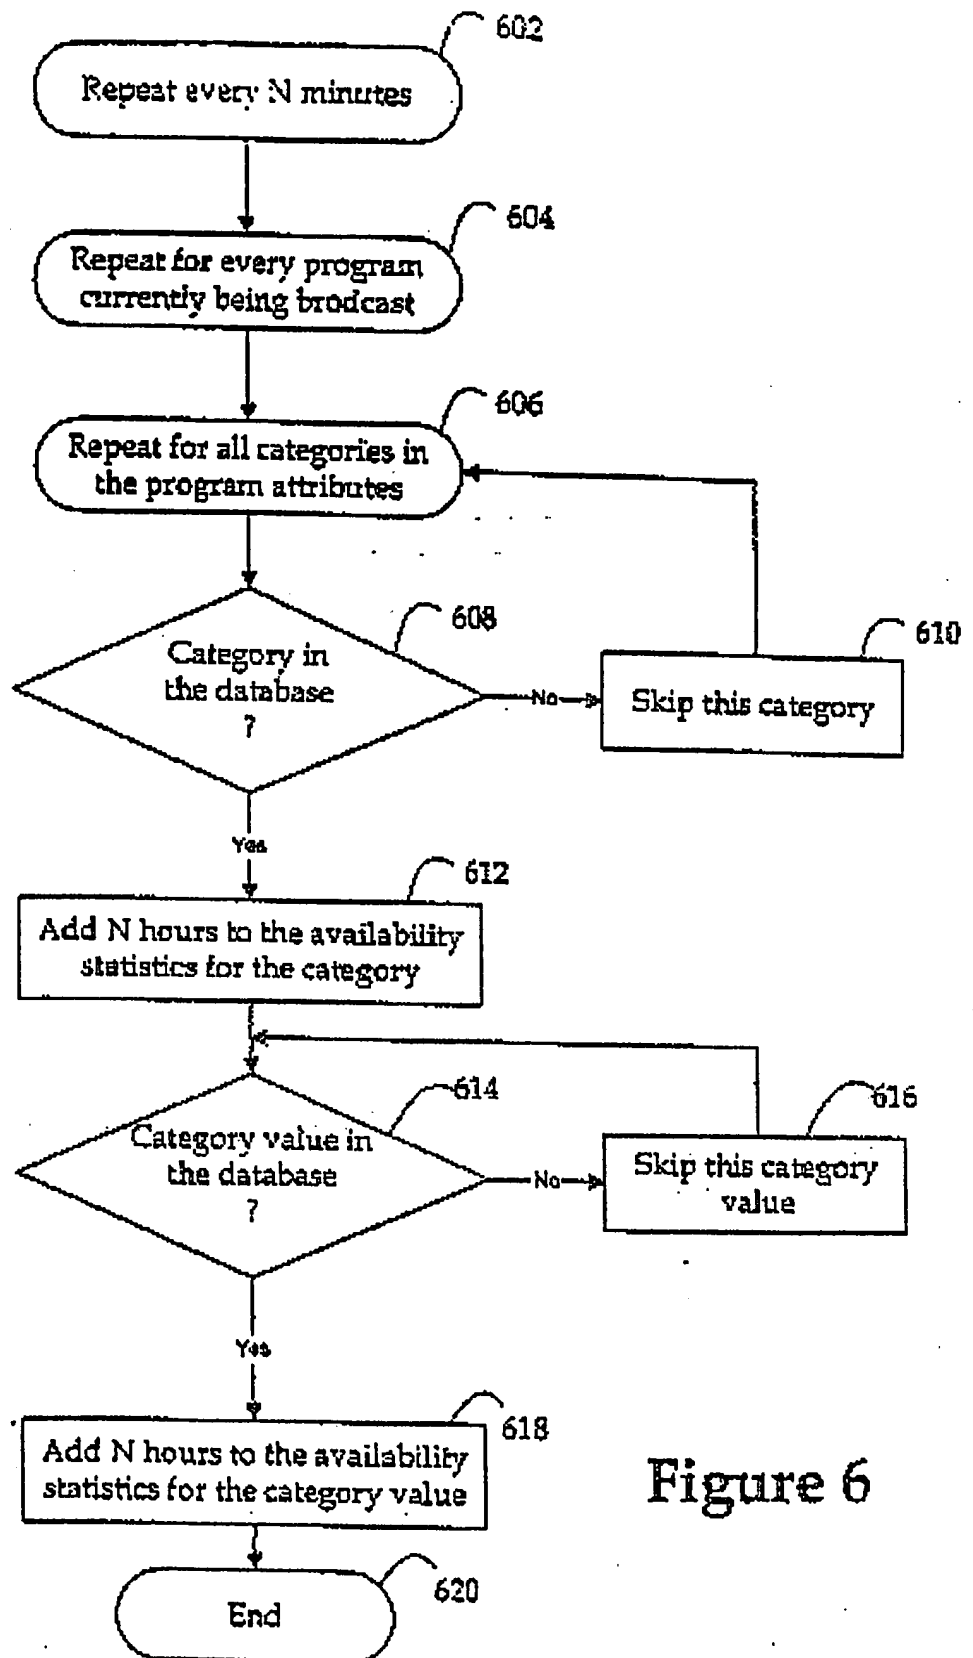 602
Repeat every N minutes
604
Repeat for every program
currently being brodcast
606
Repeat for all categories in
the program attributes
608
Category in
the database
?
No
610
Skip this category
Yes
612
Add N hours to the availability
statistics for the category
614
Category value in
the database
?
No
616
Skip this category
value
Yes
618
Add N hours to the availability
statistics for the category value
Figure 6
620
End